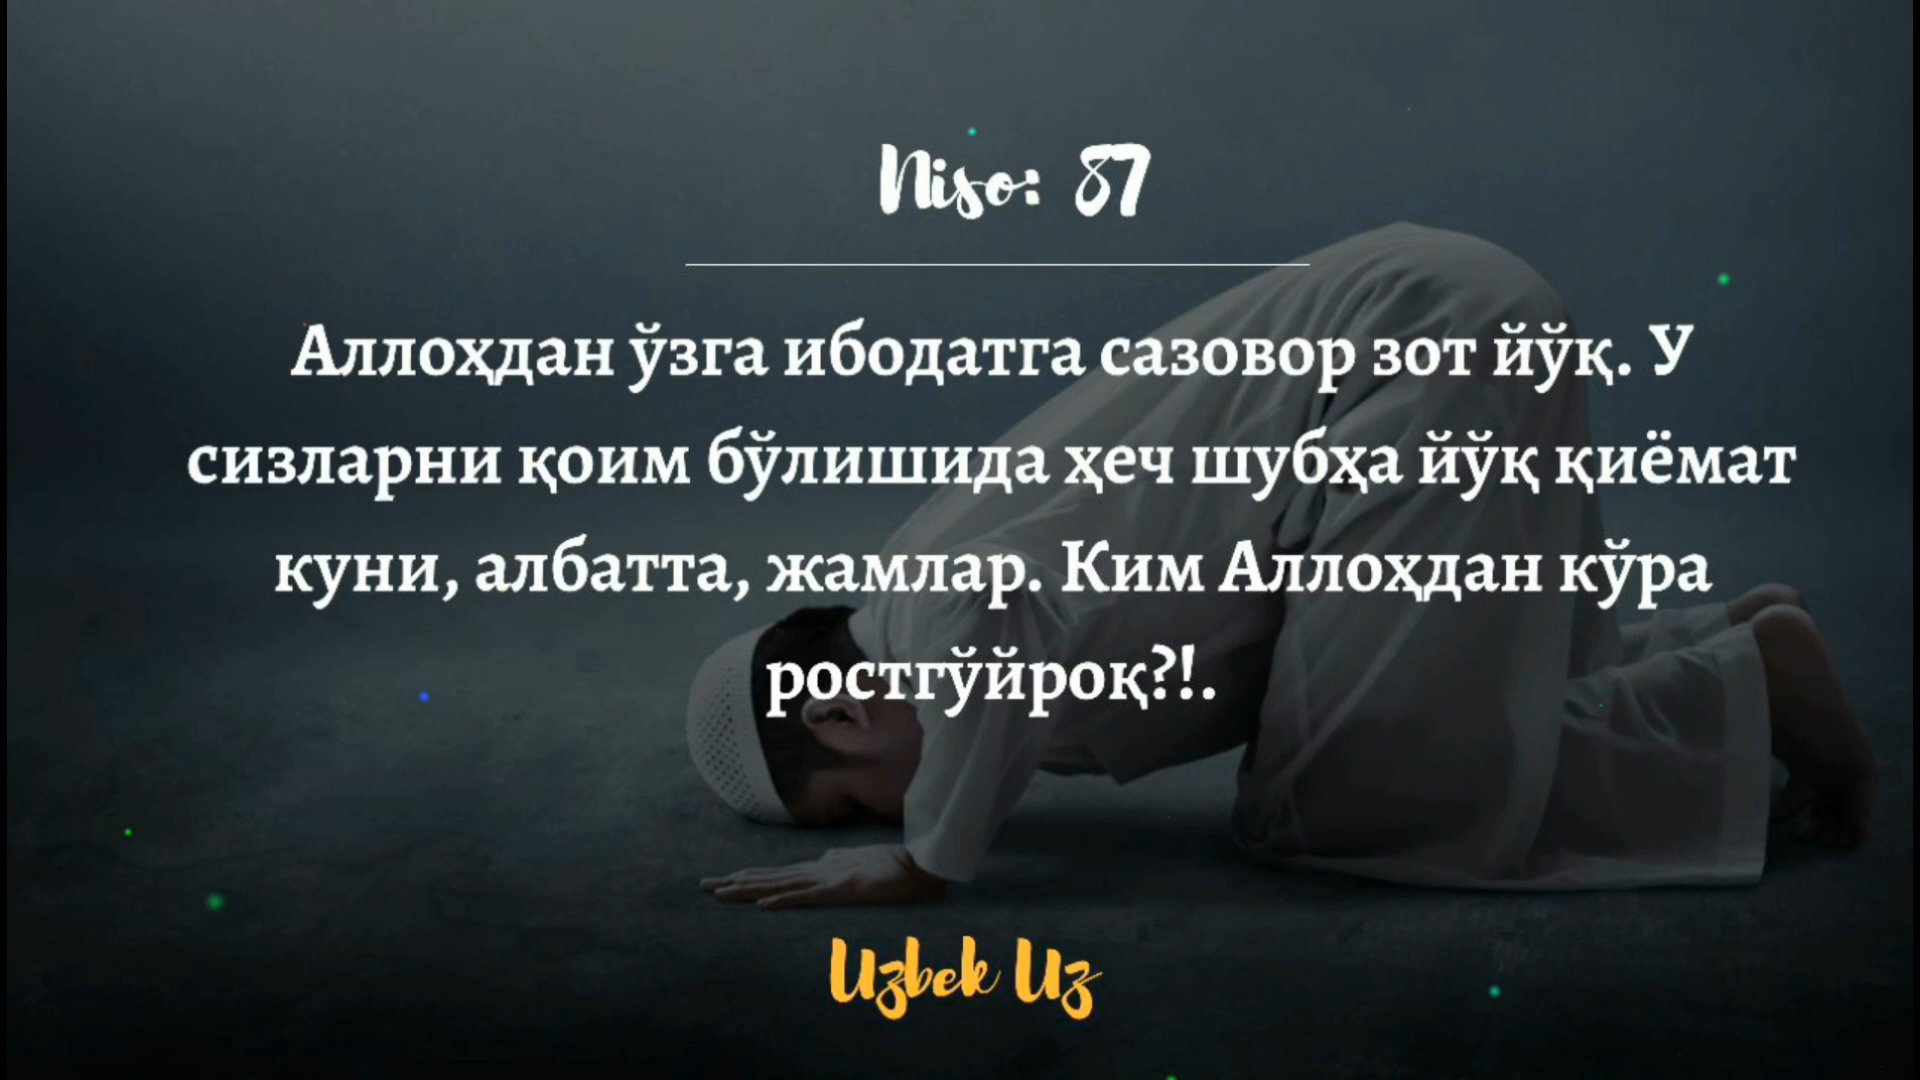 Niso: 87
Аллоҳдан ўзга ибодатга сазовор зот йўқ. У
сизларни қоим бўлишида ҳеч шубҳа йўқ қиёмат
куни, албатта, жамлар. Ким Аллоҳдан кўра
ростгўйроқ?!.
Uzbek Uz